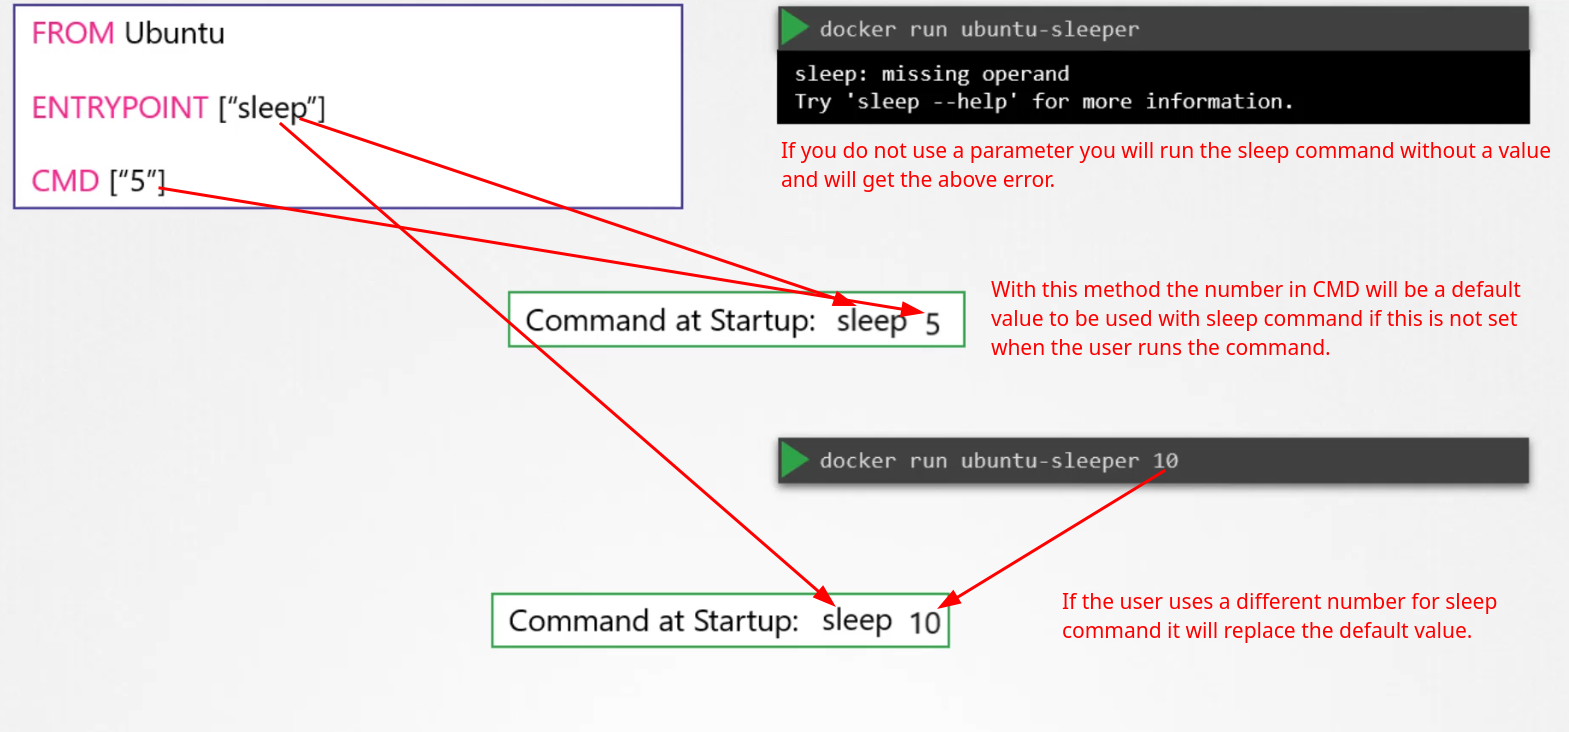 FROM Ubuntu
ENTRYPOINT [“sleep”]
CMD [“5”]
docker run ubuntu-sleeper
sleep: missing operand
Try 'sleep --help' for more information.
If you do not use a parameter you will run the sleep command without a value
and will get the above error.
Command at Startup: sleep 5
With this method the number in CMD will be a default
value to be used with sleep command if this is not set
when the user runs the command.
docker run ubuntu-sleeper 10
Command at Startup: sleep 10
If the user uses a different number for sleep
command it will replace the default value.